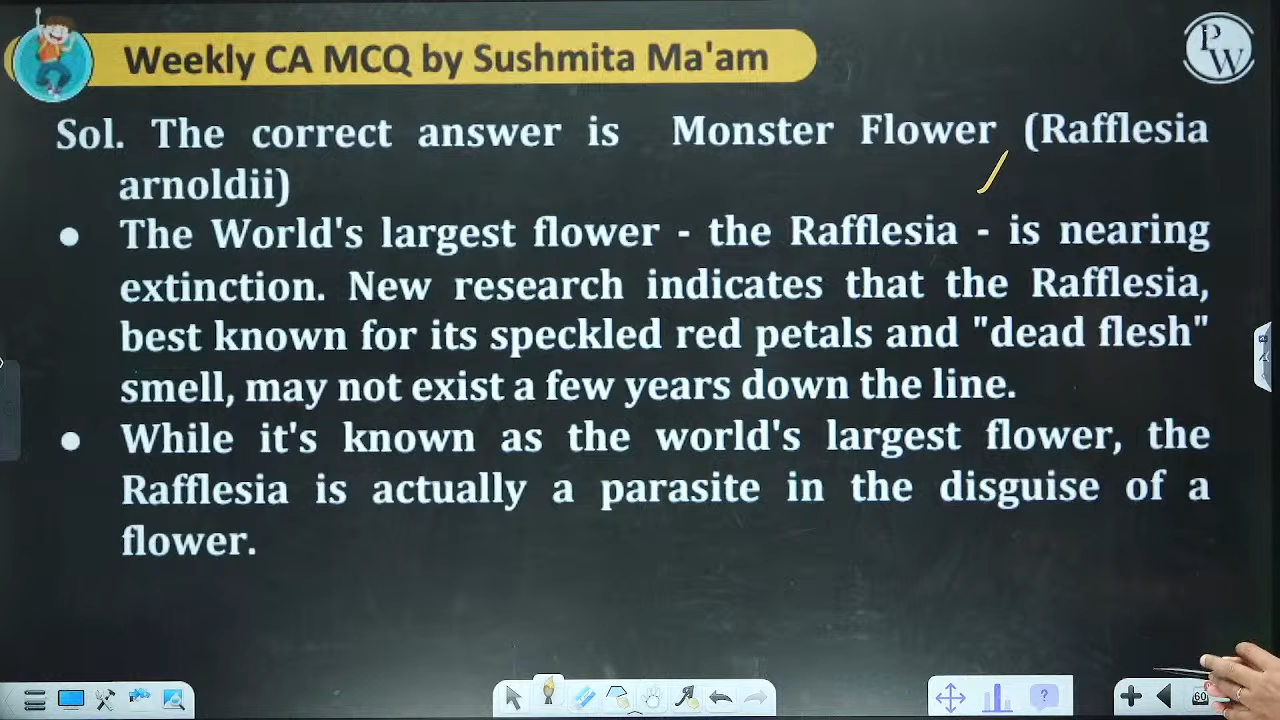 Weekly CA MCQ by Sushmita Ma'am
PW
Sol. The correct answer is Monster Flower (Rafflesia
arnoldii)
● The World's largest flower - the Rafflesia - is nearing
extinction. New research indicates that the Rafflesia,
best known for its speckled red petals and "dead flesh"
smell, may not exist a few years down the line.
● While it's known as the world's largest flower, the
Rafflesia is actually a parasite in the disguise of a
flower.